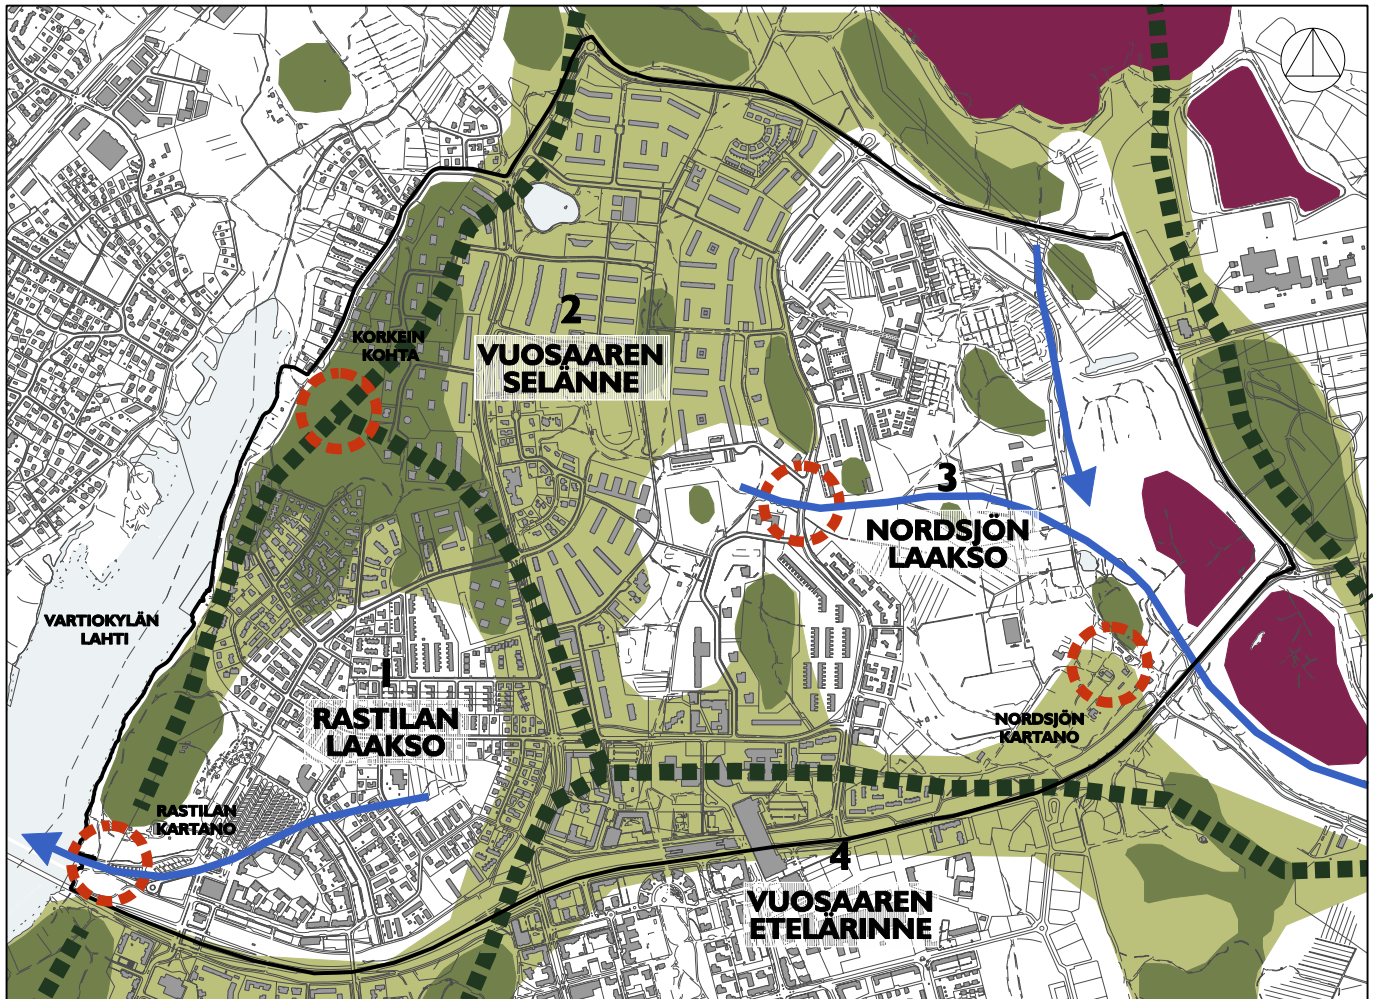 2
KORKEIN
KOHTA
VUOSAAREN
SELÄNNE
3
NORDSJÖN
LAAKSO
VARTIOKYLÄN
LAHTI
1
RASTILAN
LAAKSO
NORDSJÖN
KARTANO
RASTILAN
KARTANO
4
VUOSAAREN
ETELÄRINNE